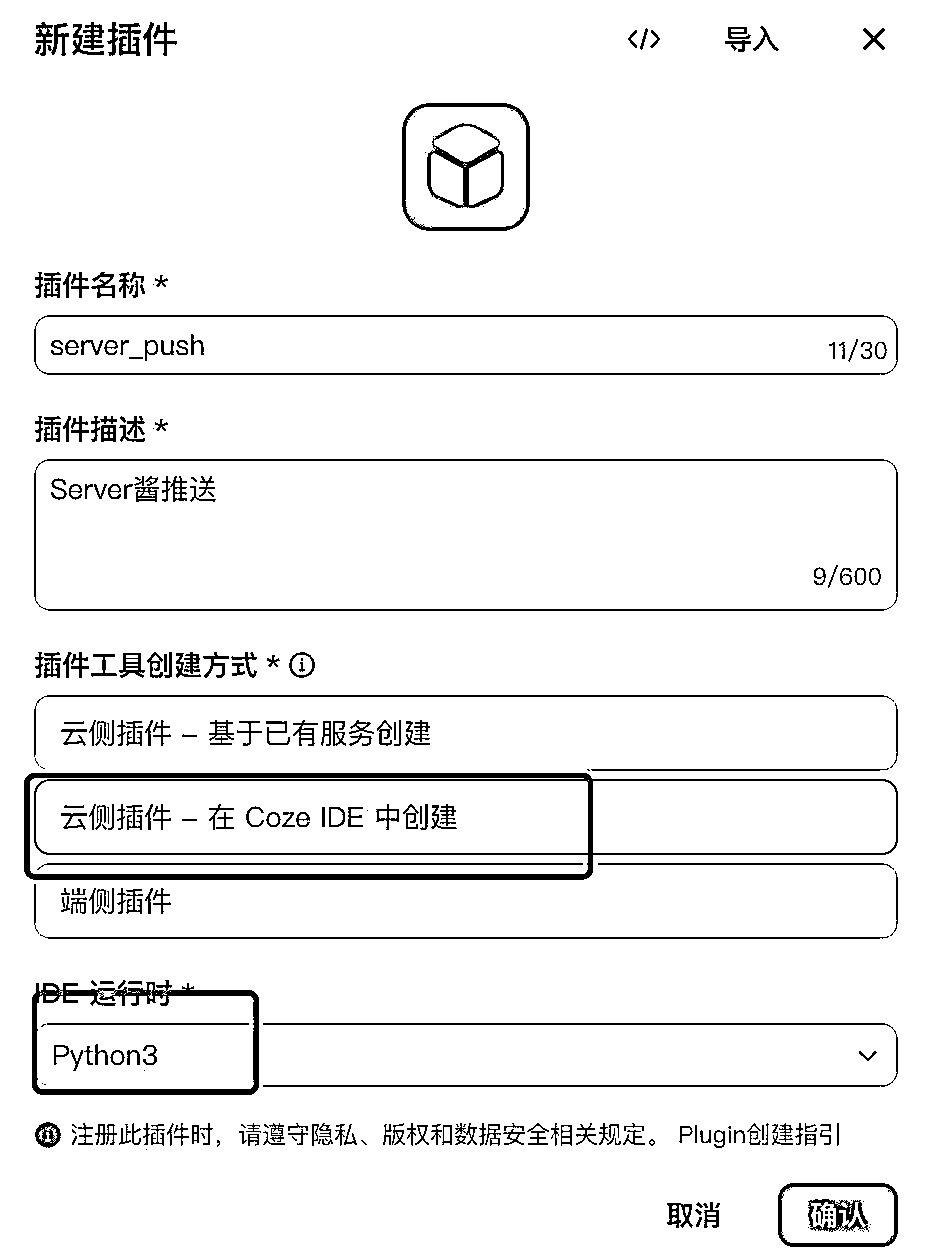 新建插件 </> 导入
插件名称 *
server_push 11/30
插件描述 *
Server酱推送
9/600
插件工具创建方式 *
云侧插件 – 基于已有服务创建
云侧插件 – 在 Coze IDE 中创建
端侧插件
IDE 运行时 *
Python3
注册此插件时，请遵守隐私、版权和数据安全相关规定。 Plugin创建指引
取消 确认